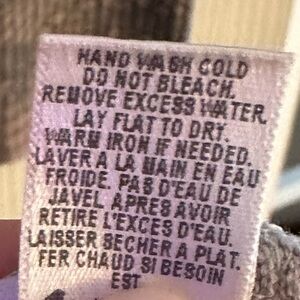 HAND WASH COLD
DO NOT BLEACH.
REMOVE EXCESS WATER.
LAY FLAT TO DRY.
WARM IRON IF NEEDED.
LAVER A LA MAIN EN EAU
FROIDE. PAS D'EAU DE
JAVEL. APRES AVOIR
RETIRE L'EXCES D'EAU.
LAISSER SECHER A PLAT.
FER CHAUD SI BESOIN
EST